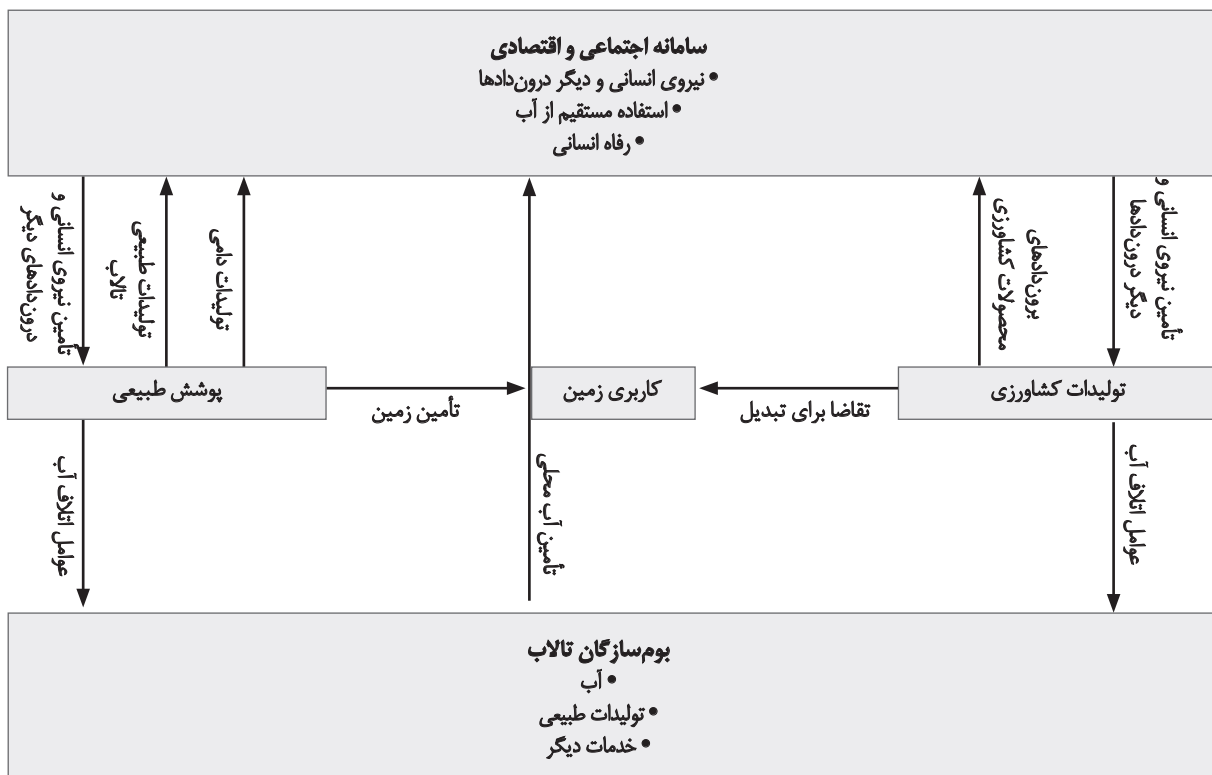 سامانه اجتماعی و اقتصادی
• نیروی انسانی و دیگر درون‌دادها
• استفاده مستقیم از آب
• رفاه انسانی
تأمین نیروی انسانی و
دیگر درون‌دادها
برون‌دادهای
محصولات کشاورزی
تولیدات دامی
تولیدات طبیعی
تالاب
تأمین نیروی انسانی و
درون‌دادهای دیگر
تولیدات کشاورزی
تقاضا برای تبدیل
کاربری زمین
تأمین زمین
پوشش طبیعی
عوامل اتلاف آب
تأمین آب محلی
عوامل اتلاف آب
بوم‌سازگان تالاب
• آب
• تولیدات طبیعی
• خدمات دیگر